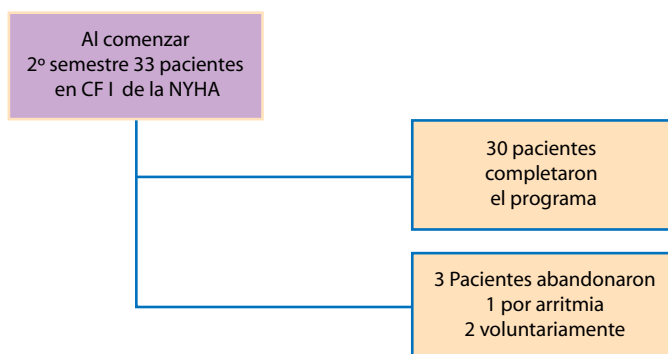 Al comenzar
2º semestre 33 pacientes
en CF I de la NYHA
30 pacientes
completaron
el programa
3 Pacientes abandonaron
1 por arritmia
2 voluntariamente